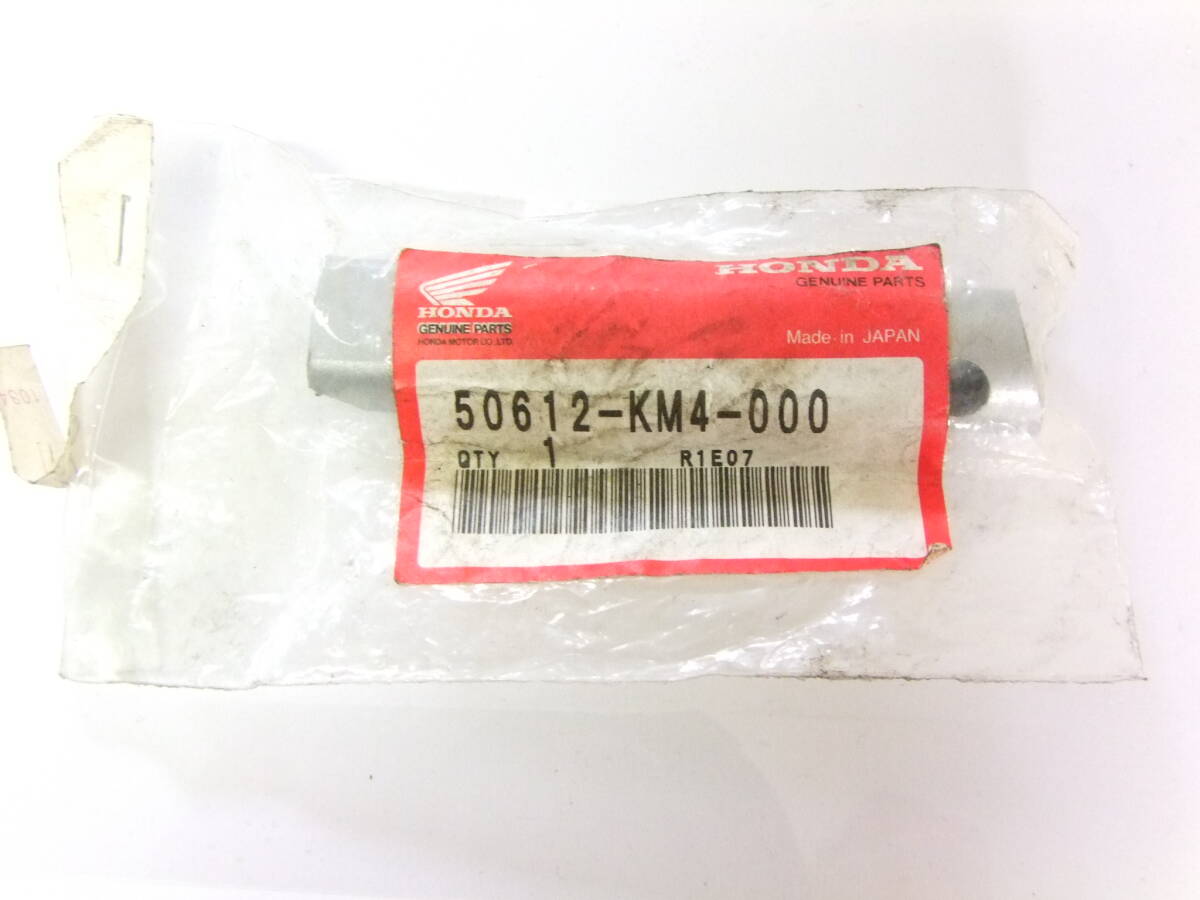 HONDA
GENUINE PARTS
HONDA MOTOR CO.,LTD.
HONDA
GENUINE PARTS
Made in JAPAN
50612-KM4-000
QTY 1 R1E07